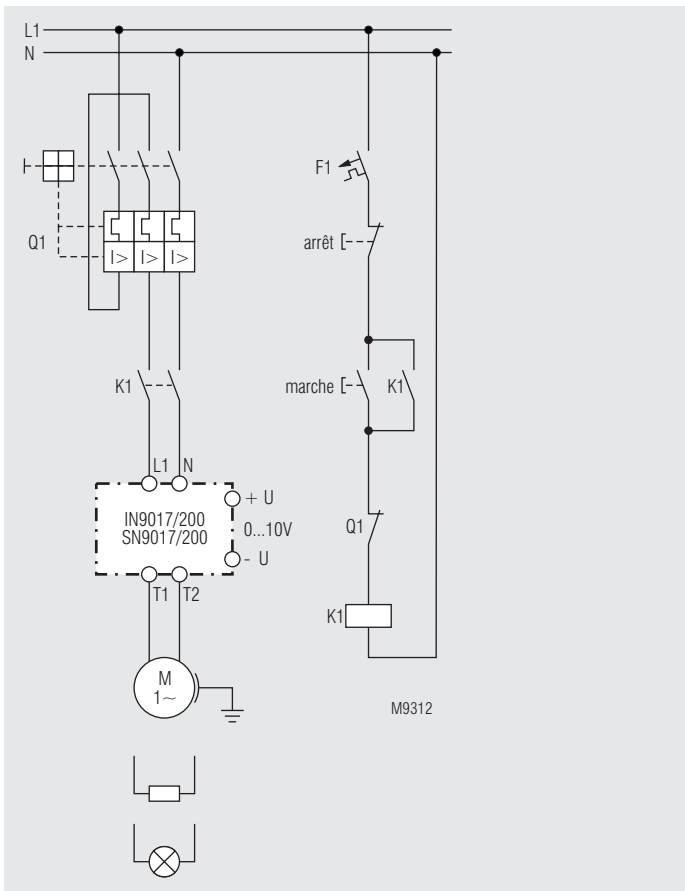 L1
N
F1
Q1
arrêt
I> I> I>
K1
marche
K1
L1 N
+ U
IN9017/200
SN9017/200
0...10V
- U
Q1
T1 T2
K1
M
1~
M9312